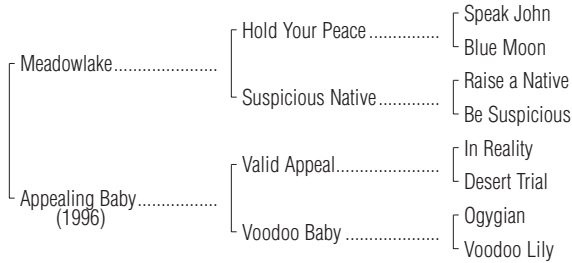 Speak John
Hold Your Peace ...............
Blue Moon
Meadowlake......................
Raise a Native
Suspicious Native.............
Be Suspicious
In Reality
Valid Appeal......................
Desert Trial
Appealing Baby.................
(1996)
Ogygian
Voodoo Baby ....................
Voodoo Lily